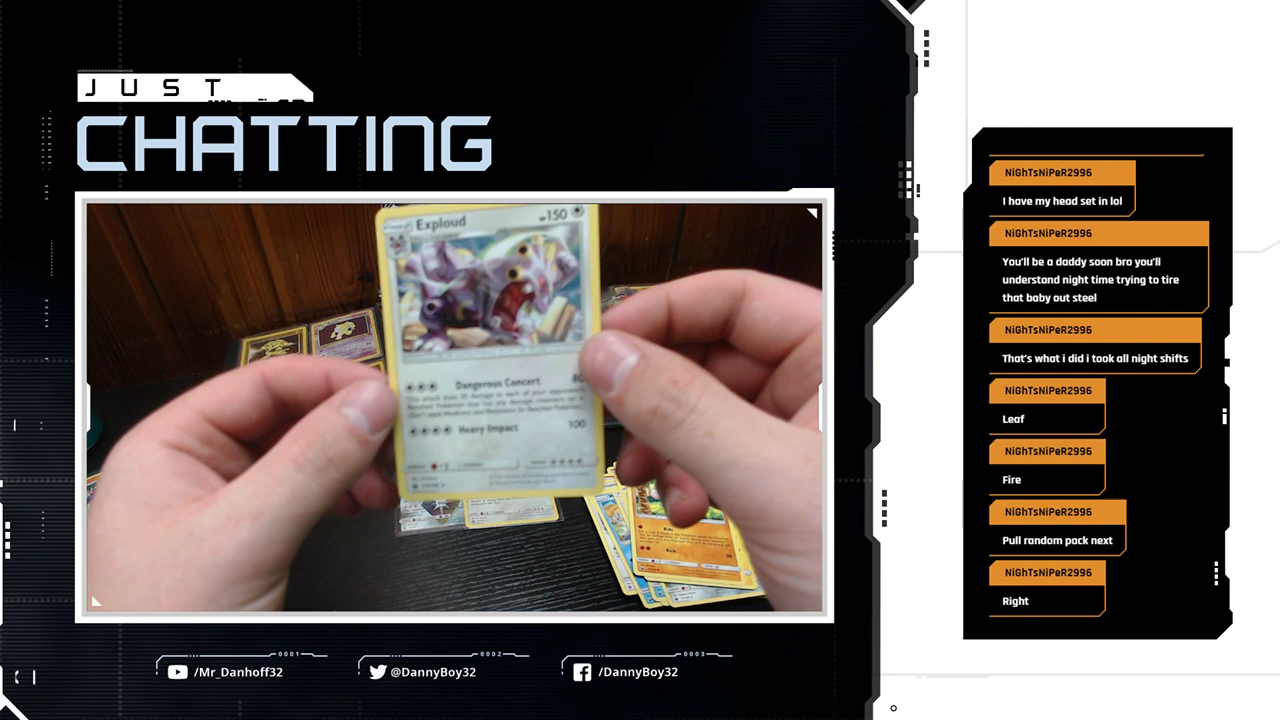 JUST
CHATTING
Exploud
150
Dangerous Concert
80
Heavy Impact
100
NiGhTsNiPeR2996
I have my head set in lol
NiGhTsNiPeR2996
You'll be a daddy soon bro you'll
understand night time trying to tire
that baby out steel
NiGhTsNiPeR2996
That's what i did i took all night shifts
NiGhTsNiPeR2996
Leaf
NiGhTsNiPeR2996
Fire
NiGhTsNiPeR2996
Pull random pack next
NiGhTsNiPeR2996
Right
0001
/Mr_Danhoff32
0002
@DannyBoy32
0003
/DannyBoy32